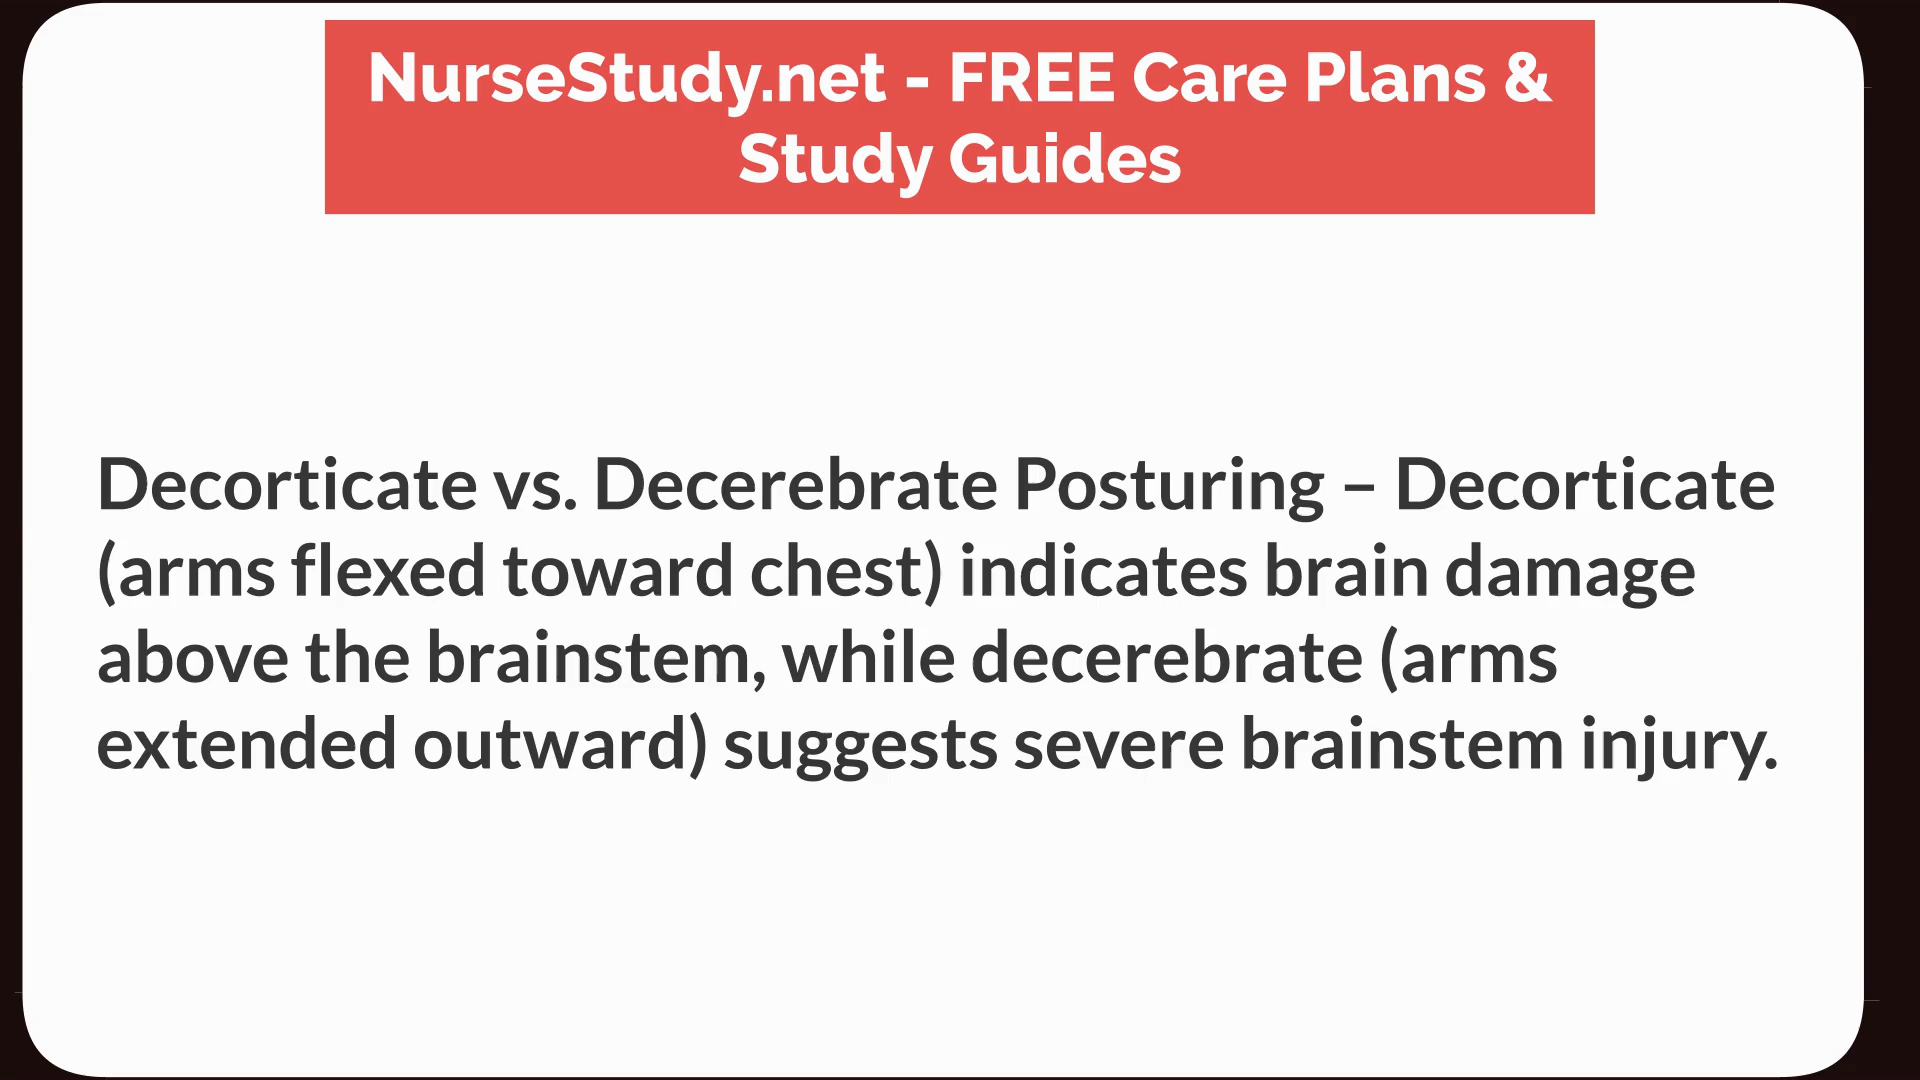 NurseStudy.net - FREE Care Plans &
Study Guides
Decorticate vs. Decerebrate Posturing – Decorticate
(arms flexed toward chest) indicates brain damage
above the brainstem, while decerebrate (arms
extended outward) suggests severe brainstem injury.